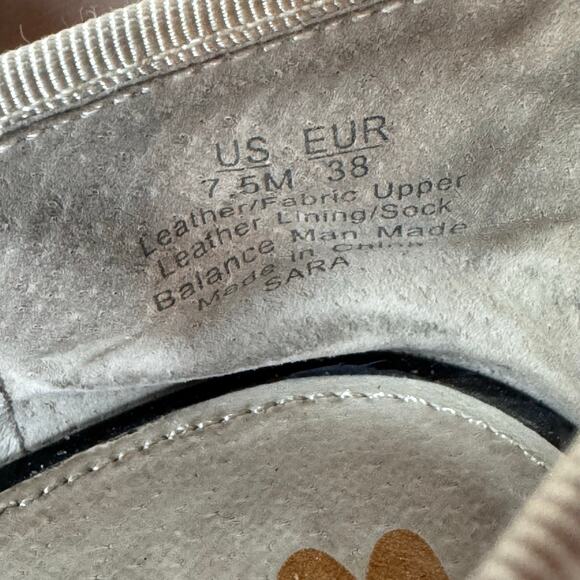 US EUR
7.5M 38
Leather/Fabric Upper
Leather Lining/Sock
Balance Man Made
Made in China
SARA